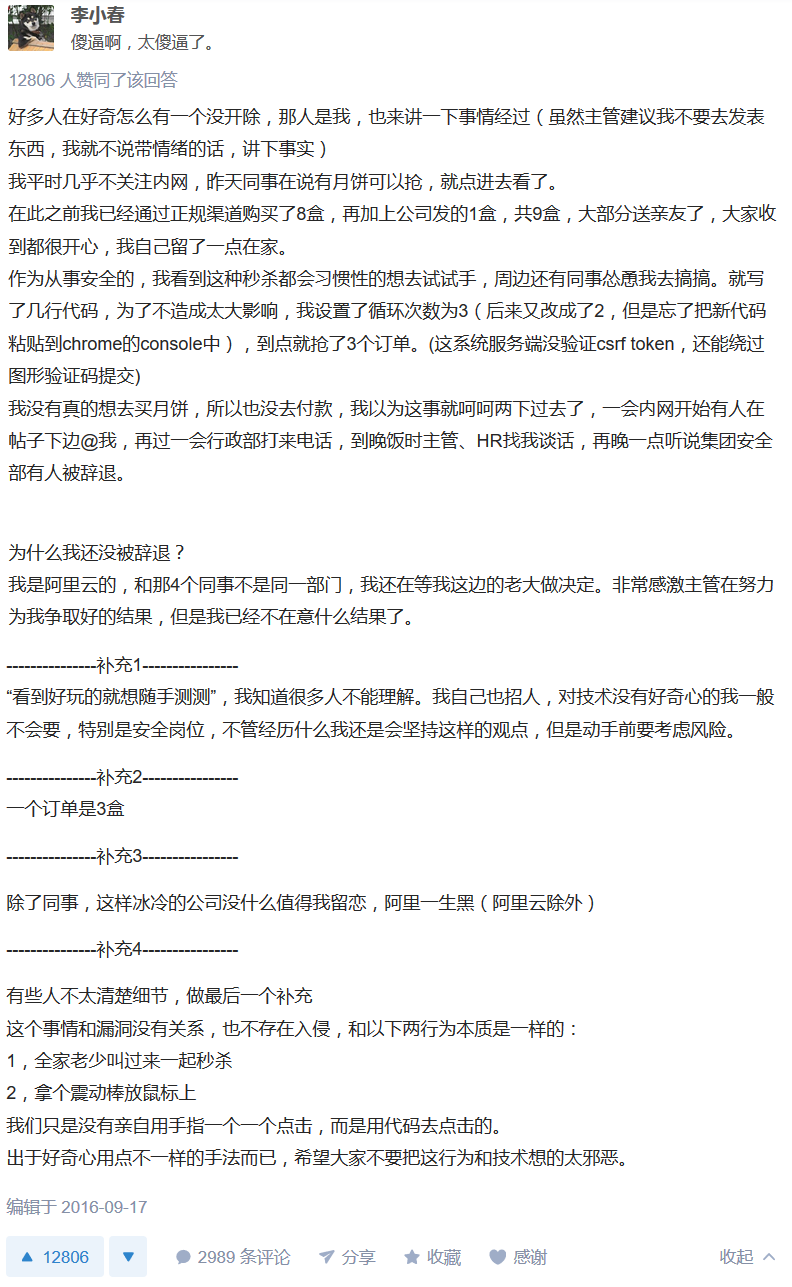 李小春
傻逼啊，太傻逼了。
12806 人赞同了该回答
好多人在好奇怎么有一个没开除，那人是我，也来讲一下事情经过（虽然主管建议我不要去发表
东西，我就不说带情绪的话，讲下事实）
我平时几乎不关注内网，昨天同事在说有月饼可以抢，就点进去看了。
在此之前我已经通过正规渠道购买了8盒，再加上公司发的1盒，共9盒，大部分送亲友了，大家收
到都很开心，我自己留了一点在家。
作为从事安全的，我看到这种秒杀都会习惯性的想去试试手，周边还有同事怂恿我去搞搞。就写
了几行代码，为了不造成太大影响，我设置了循环次数为3（后来又改成了2，但是忘了把新代码
粘贴到chrome的console中），到点就抢了3个订单。(这系统服务端没验证csrf token，还能绕过
图形验证码提交)
我没有真的想去买月饼，所以也没去付款，我以为这事就呵呵两下过去了，一会内网开始有人在
帖子下边@我，再过一会行政部打来电话，到晚饭时主管、HR找我谈话，再晚一点听说集团安全
部有人被辞退。
为什么我还没被辞退？
我是阿里云的，和那4个同事不是同一部门，我还在等我这边的老大做决定。非常感激主管在努力
为我争取好的结果，但是我已经不在意什么结果了。
---------------补充1----------------
“看到好玩的就想随手测测”，我知道很多人不能理解。我自己也招人，对技术没有好奇心的我一般
不会要，特别是安全岗位，不管经历什么我还是会坚持这样的观点，但是动手前要考虑风险。
---------------补充2----------------
一个订单是3盒
---------------补充3----------------
除了同事，这样冰冷的公司没什么值得我留恋，阿里一生黑（阿里云除外）
---------------补充4----------------
有些人不太清楚细节，做最后一个补充
这个事情和漏洞没有关系，也不存在入侵，和以下两行为本质是一样的：
1，全家老少叫过来一起秒杀
2，拿个震动棒放鼠标上
我们只是没有亲自用手指一个一个点击，而是用代码去点击的。
出于好奇心用点不一样的手法而已，希望大家不要把这行为和技术想的太邪恶。
编辑于 2016-09-17
12806 2989 条评论 分享 收藏 感谢 收起